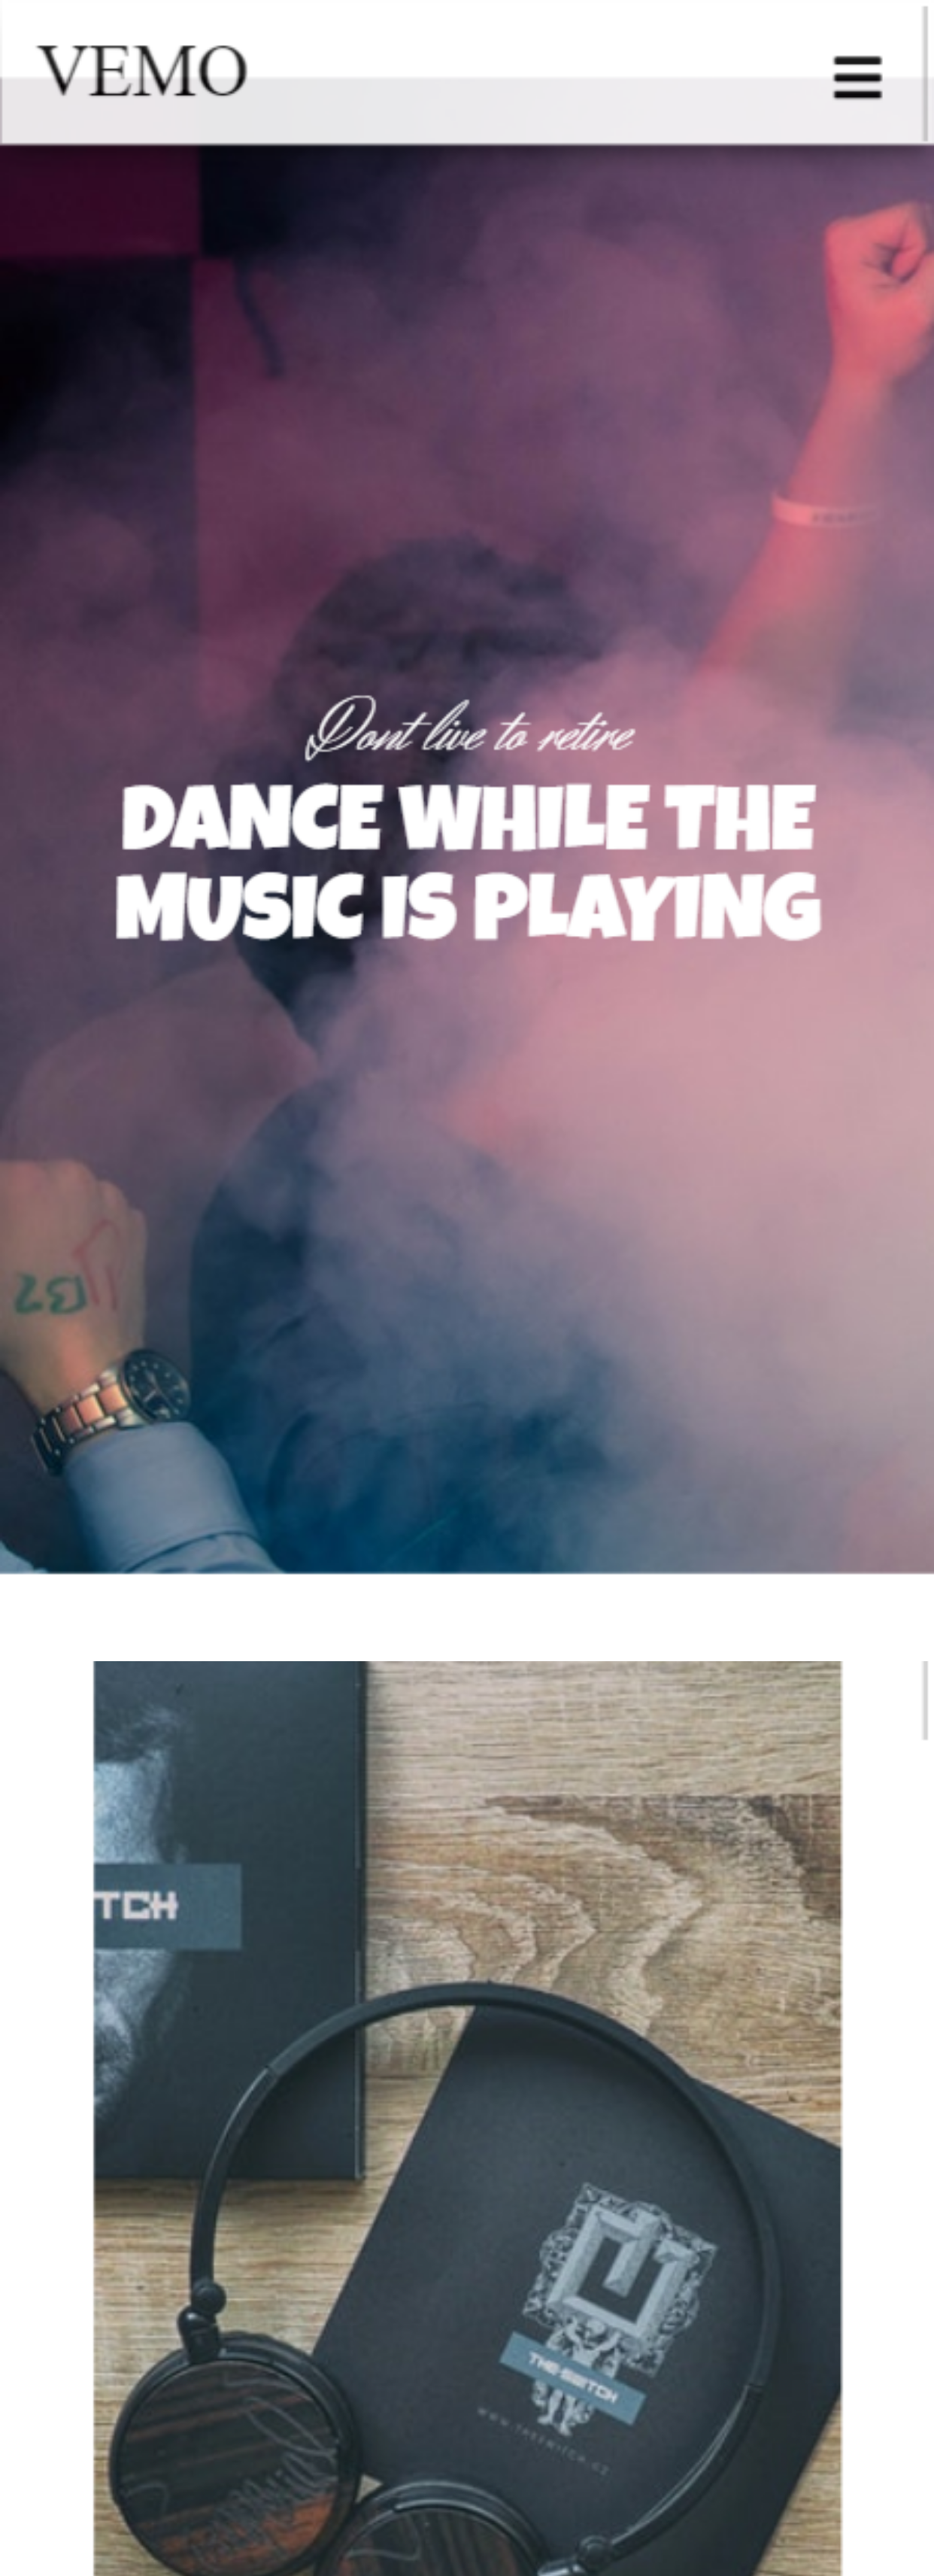 VEMO
Dont live to retire
DANCE WHILE THE
MUSIC IS PLAYING
TCH
THE SWITCH